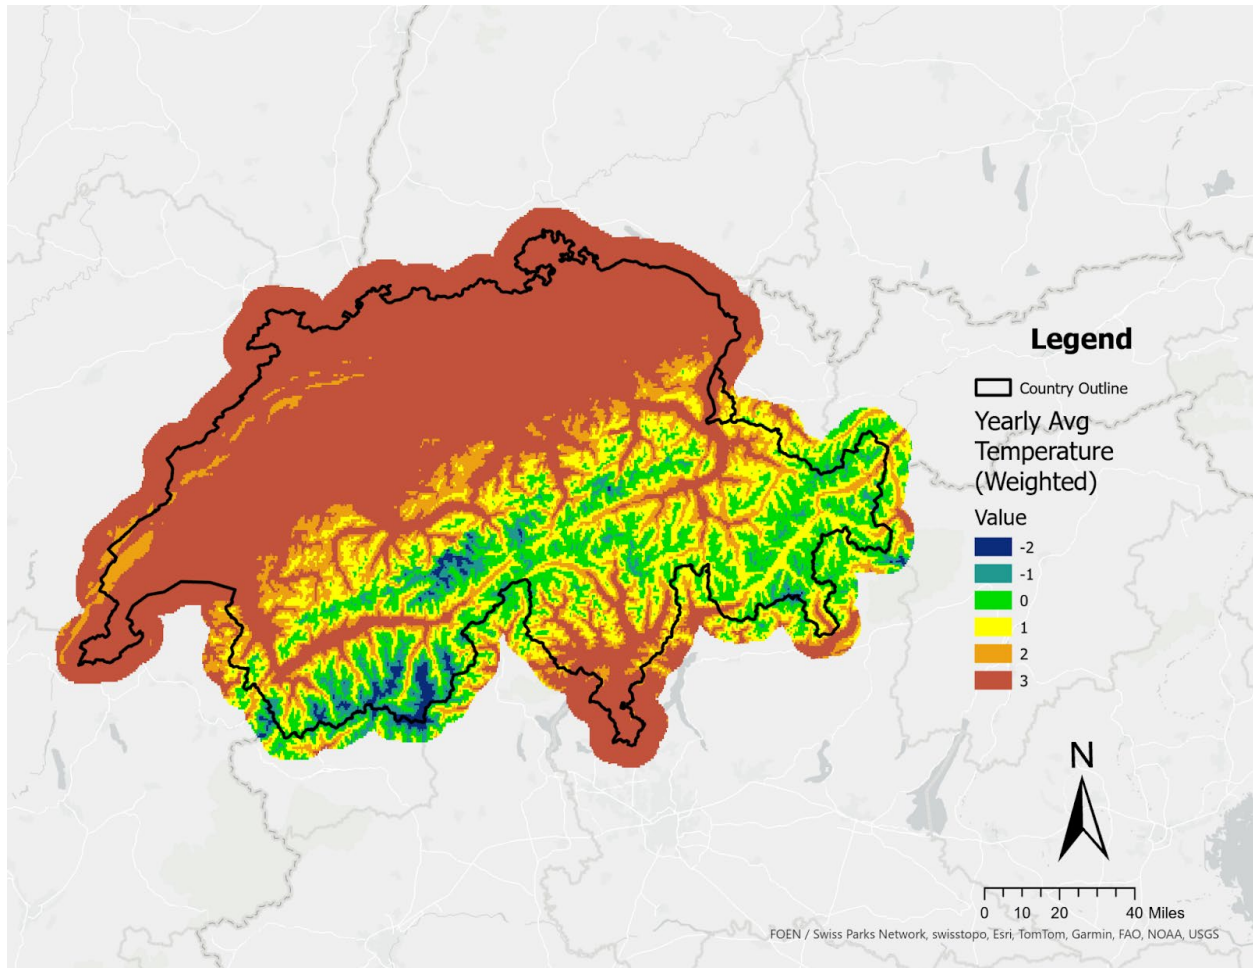 Legend
Country Outline
Yearly Avg
Temperature
(Weighted)
Value
-2
-1
0
1
2
3
N
0 10 20 40 Miles
FOEN / Swiss Parks Network, swisstopo, Esri, TomTom, Garmin, FAO, NOAA, USGS